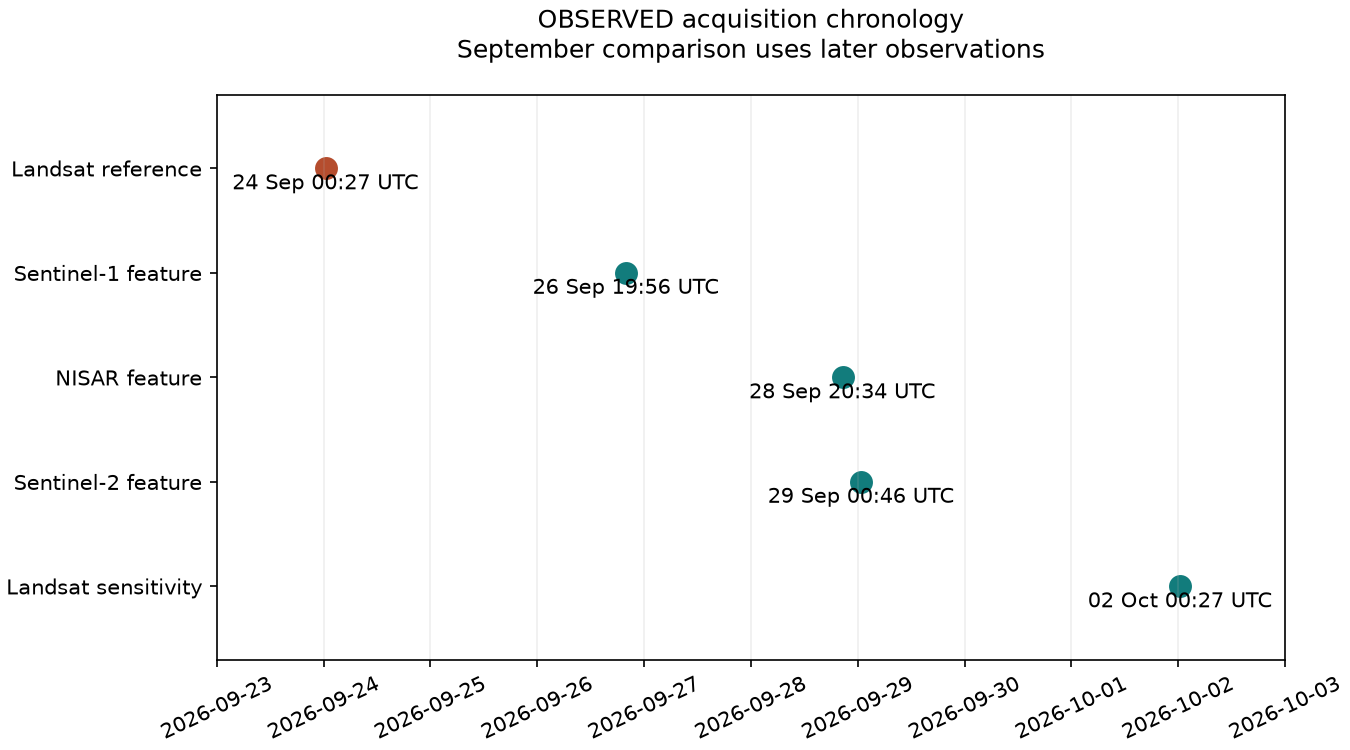 OBSERVED acquisition chronology
September comparison uses later observations
Landsat reference
24 Sep 00:27 UTC
Sentinel-1 feature
26 Sep 19:56 UTC
NISAR feature
28 Sep 20:34 UTC
Sentinel-2 feature
29 Sep 00:46 UTC
Landsat sensitivity
02 Oct 00:27 UTC
2026-09-23
2026-09-24
2026-09-25
2026-09-26
2026-09-27
2026-09-28
2026-09-29
2026-09-30
2026-10-01
2026-10-02
2026-10-03